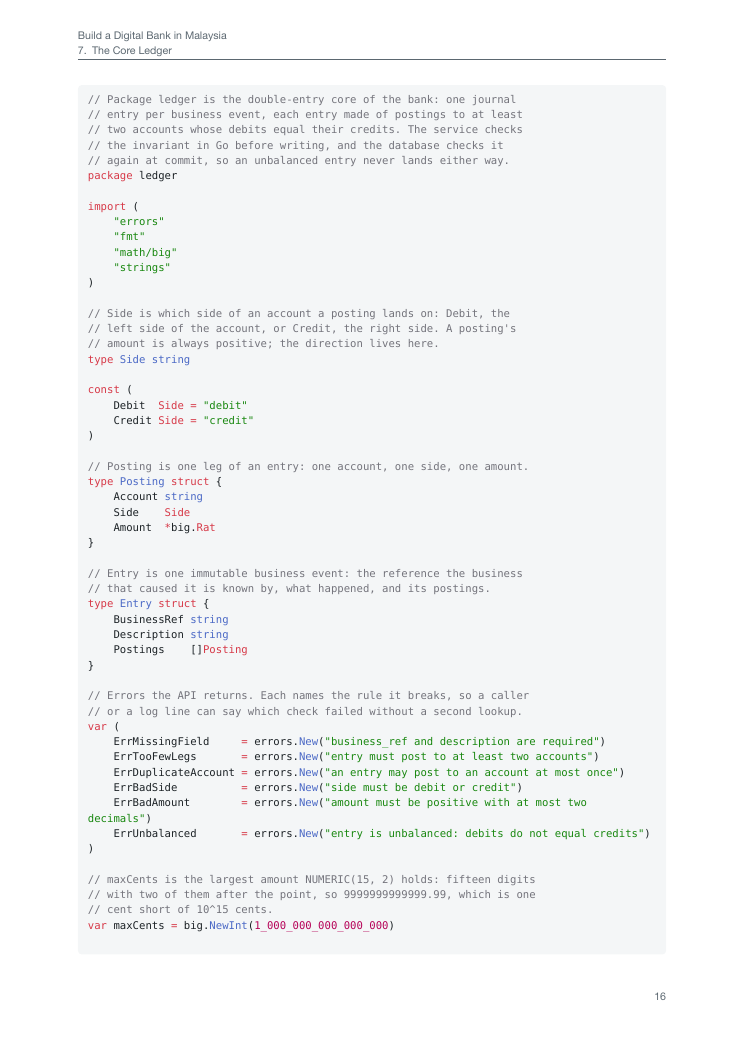 Build a Digital Bank in Malaysia
7. The Core Ledger
// Package ledger is the double-entry core of the bank: one journal
// entry per business event, each entry made of postings to at least
// two accounts whose debits equal their credits. The service checks
// the invariant in Go before writing, and the database checks it
// again at commit, so an unbalanced entry never lands either way.
package ledger

import (
    "errors"
    "fmt"
    "math/big"
    "strings"
)

// Side is which side of an account a posting lands on: Debit, the
// left side of the account, or Credit, the right side. A posting's
// amount is always positive; the direction lives here.
type Side string

const (
    Debit  Side = "debit"
    Credit Side = "credit"
)

// Posting is one leg of an entry: one account, one side, one amount.
type Posting struct {
    Account string
    Side    Side
    Amount  *big.Rat
}

// Entry is one immutable business event: the reference the business
// that caused it is known by, what happened, and its postings.
type Entry struct {
    BusinessRef string
    Description string
    Postings    []Posting
}

// Errors the API returns. Each names the rule it breaks, so a caller
// or a log line can say which check failed without a second lookup.
var (
    ErrMissingField     = errors.New("business_ref and description are required")
    ErrTooFewLegs       = errors.New("entry must post to at least two accounts")
    ErrDuplicateAccount = errors.New("an entry may post to an account at most once")
    ErrBadSide          = errors.New("side must be debit or credit")
    ErrBadAmount        = errors.New("amount must be positive with at most two
decimals")
    ErrUnbalanced       = errors.New("entry is unbalanced: debits do not equal credits")
)

// maxCents is the largest amount NUMERIC(15, 2) holds: fifteen digits
// with two of them after the point, so 9999999999999.99, which is one
// cent short of 10^15 cents.
var maxCents = big.NewInt(1_000_000_000_000_000)
16